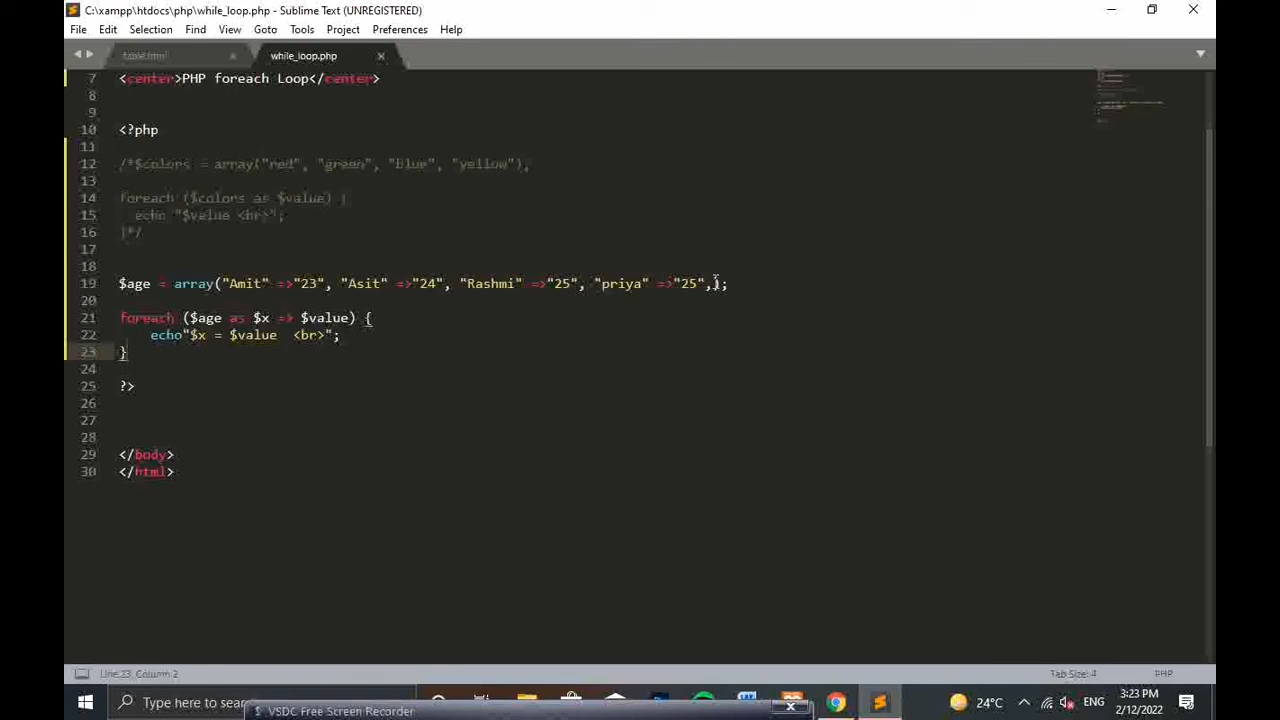 C:\xampp\htdocs\php\while_loop.php - Sublime Text (UNREGISTERED)
File Edit Selection Find View Goto Tools Project Preferences Help
table.html while_loop.php
7 <center>PHP foreach Loop</center>
8
9
10 <?php
11
12 /*$colors = array("red", "green", "blue", "yellow");
13
14 foreach ($colors as $value) {
15 echo "$value <br>";
16 }*/
17
18
19 $age = array("Amit" =>"23", "Asit" =>"24", "Rashmi" =>"25", "priya" =>"25",);
20
21 foreach ($age as $x => $value) {
22 echo"$x = $value <br>";
23 }
24
25 ?>
26
27
28
29 </body>
30 </html>
Line 23, Column 2 Tab Size: 4 PHP
Type here to search 24°C ENG 3:23 PM
2/12/2022
VSDC Free Screen Recorder